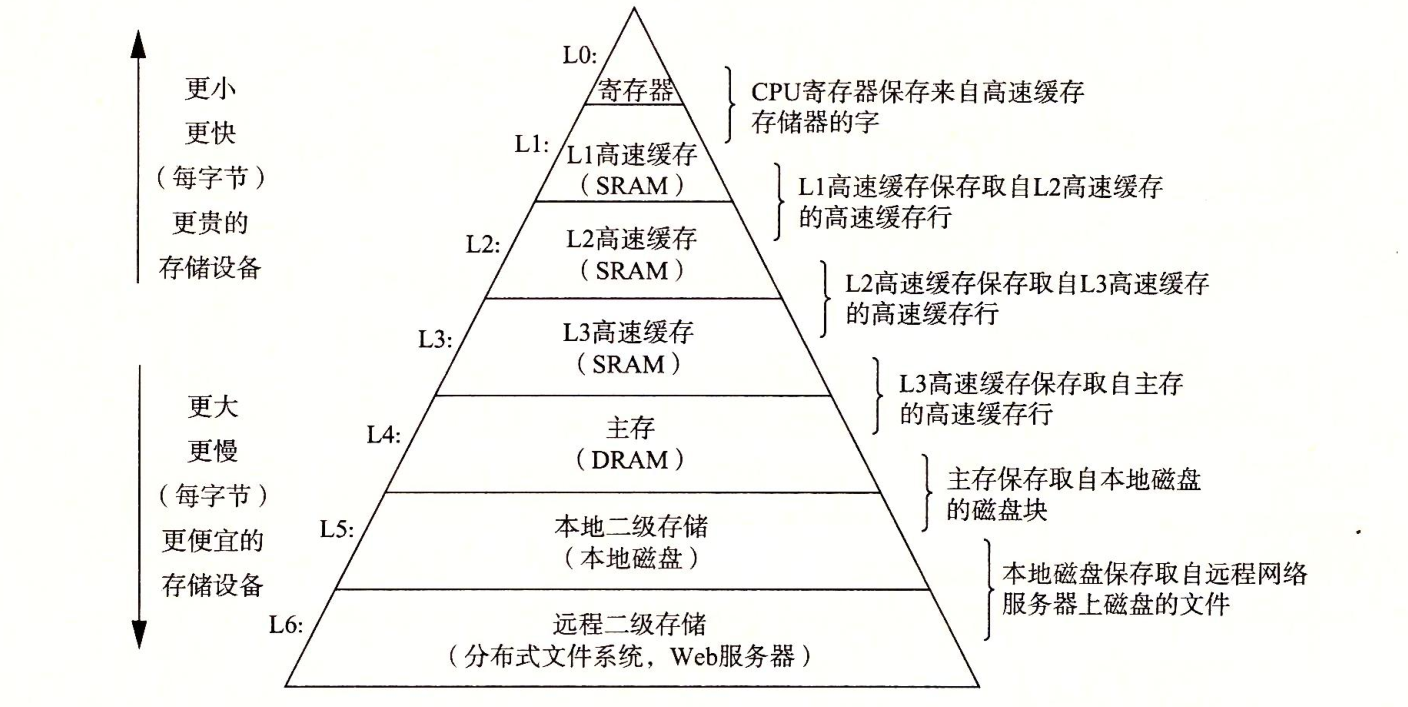 更小
更快
（每字节）
更贵的
存储设备
更大
更慢
（每字节）
更便宜的
存储设备
L0:
寄存器
L1:
L1高速缓存
（SRAM）
L2:
L2高速缓存
（SRAM）
L3:
L3高速缓存
（SRAM）
L4:
主存
（DRAM）
L5:
本地二级存储
（本地磁盘）
L6:
远程二级存储
（分布式文件系统，Web服务器）
CPU寄存器保存来自高速缓存
存储器的字
L1高速缓存保存取自L2高速缓存
的高速缓存行
L2高速缓存保存取自L3高速缓存
的高速缓存行
L3高速缓存保存取自主存
的高速缓存行
主存保存取自本地磁盘
的磁盘块
本地磁盘保存取自远程网络
服务器上磁盘的文件